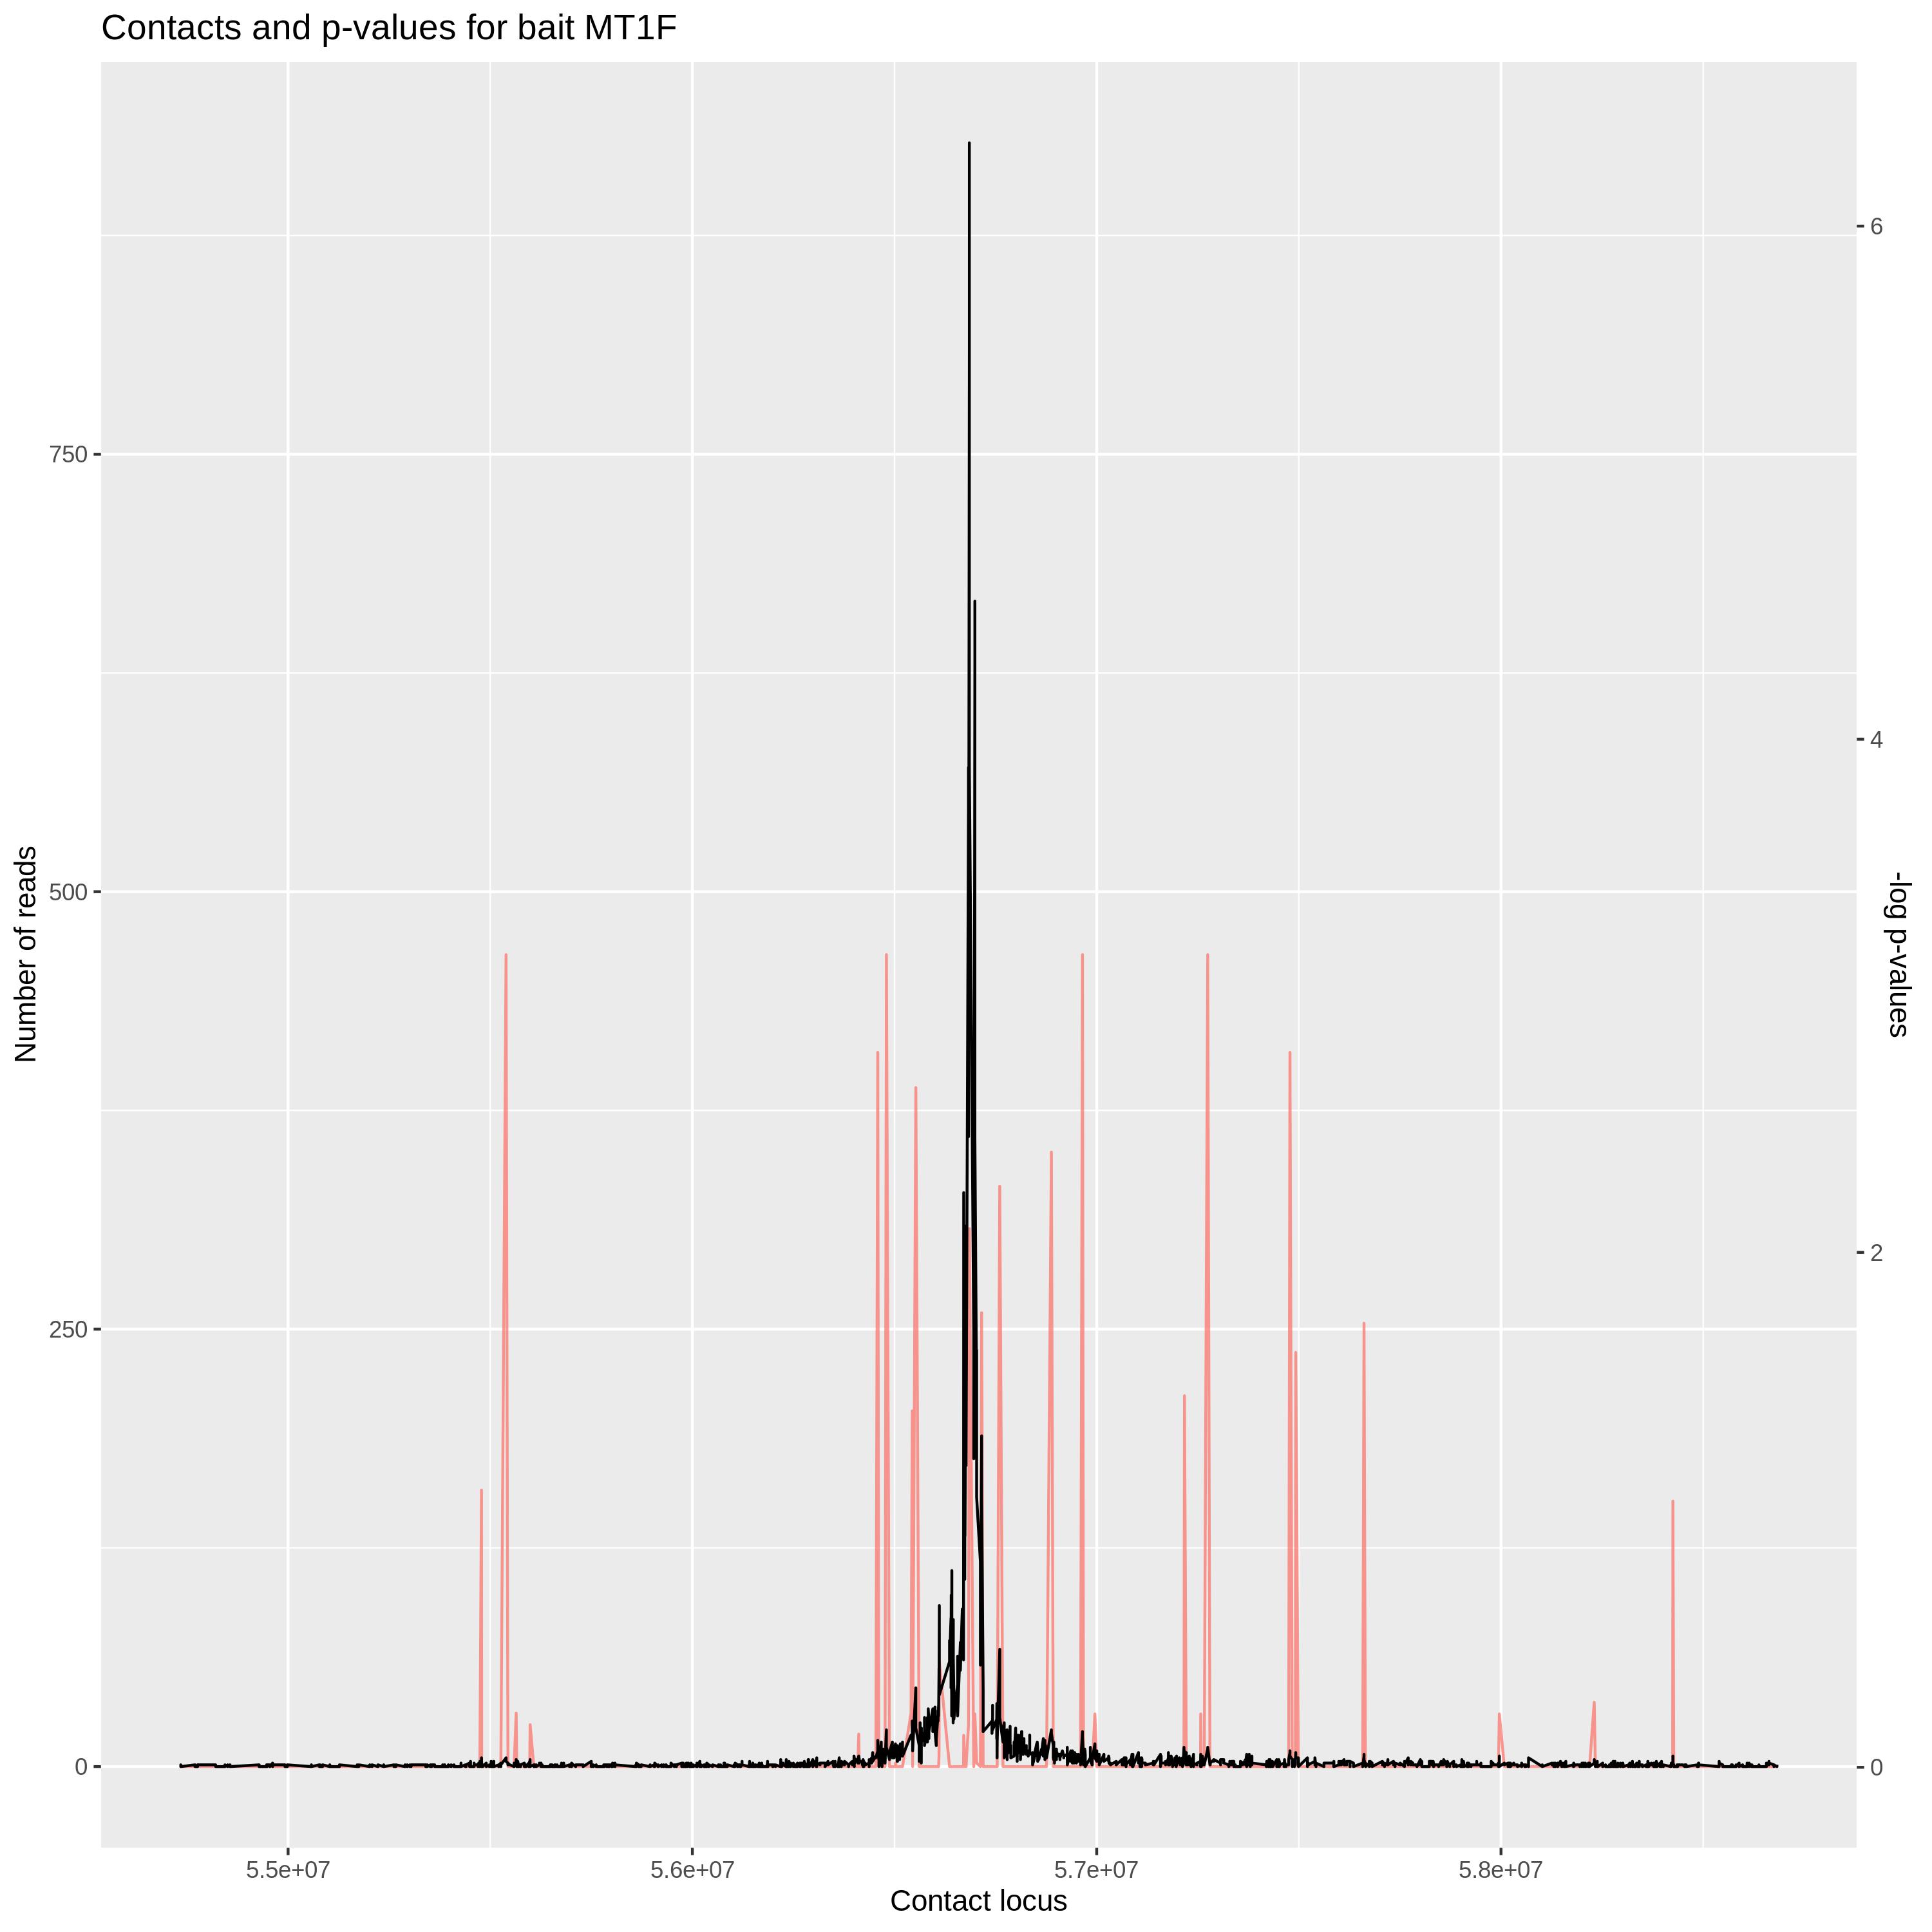 Contacts and p-values for bait MT1F
Number of reads
750
500
250
0
6
4
2
0
-log p-values
5.5e+07
5.6e+07
5.7e+07
5.8e+07
Contact locus